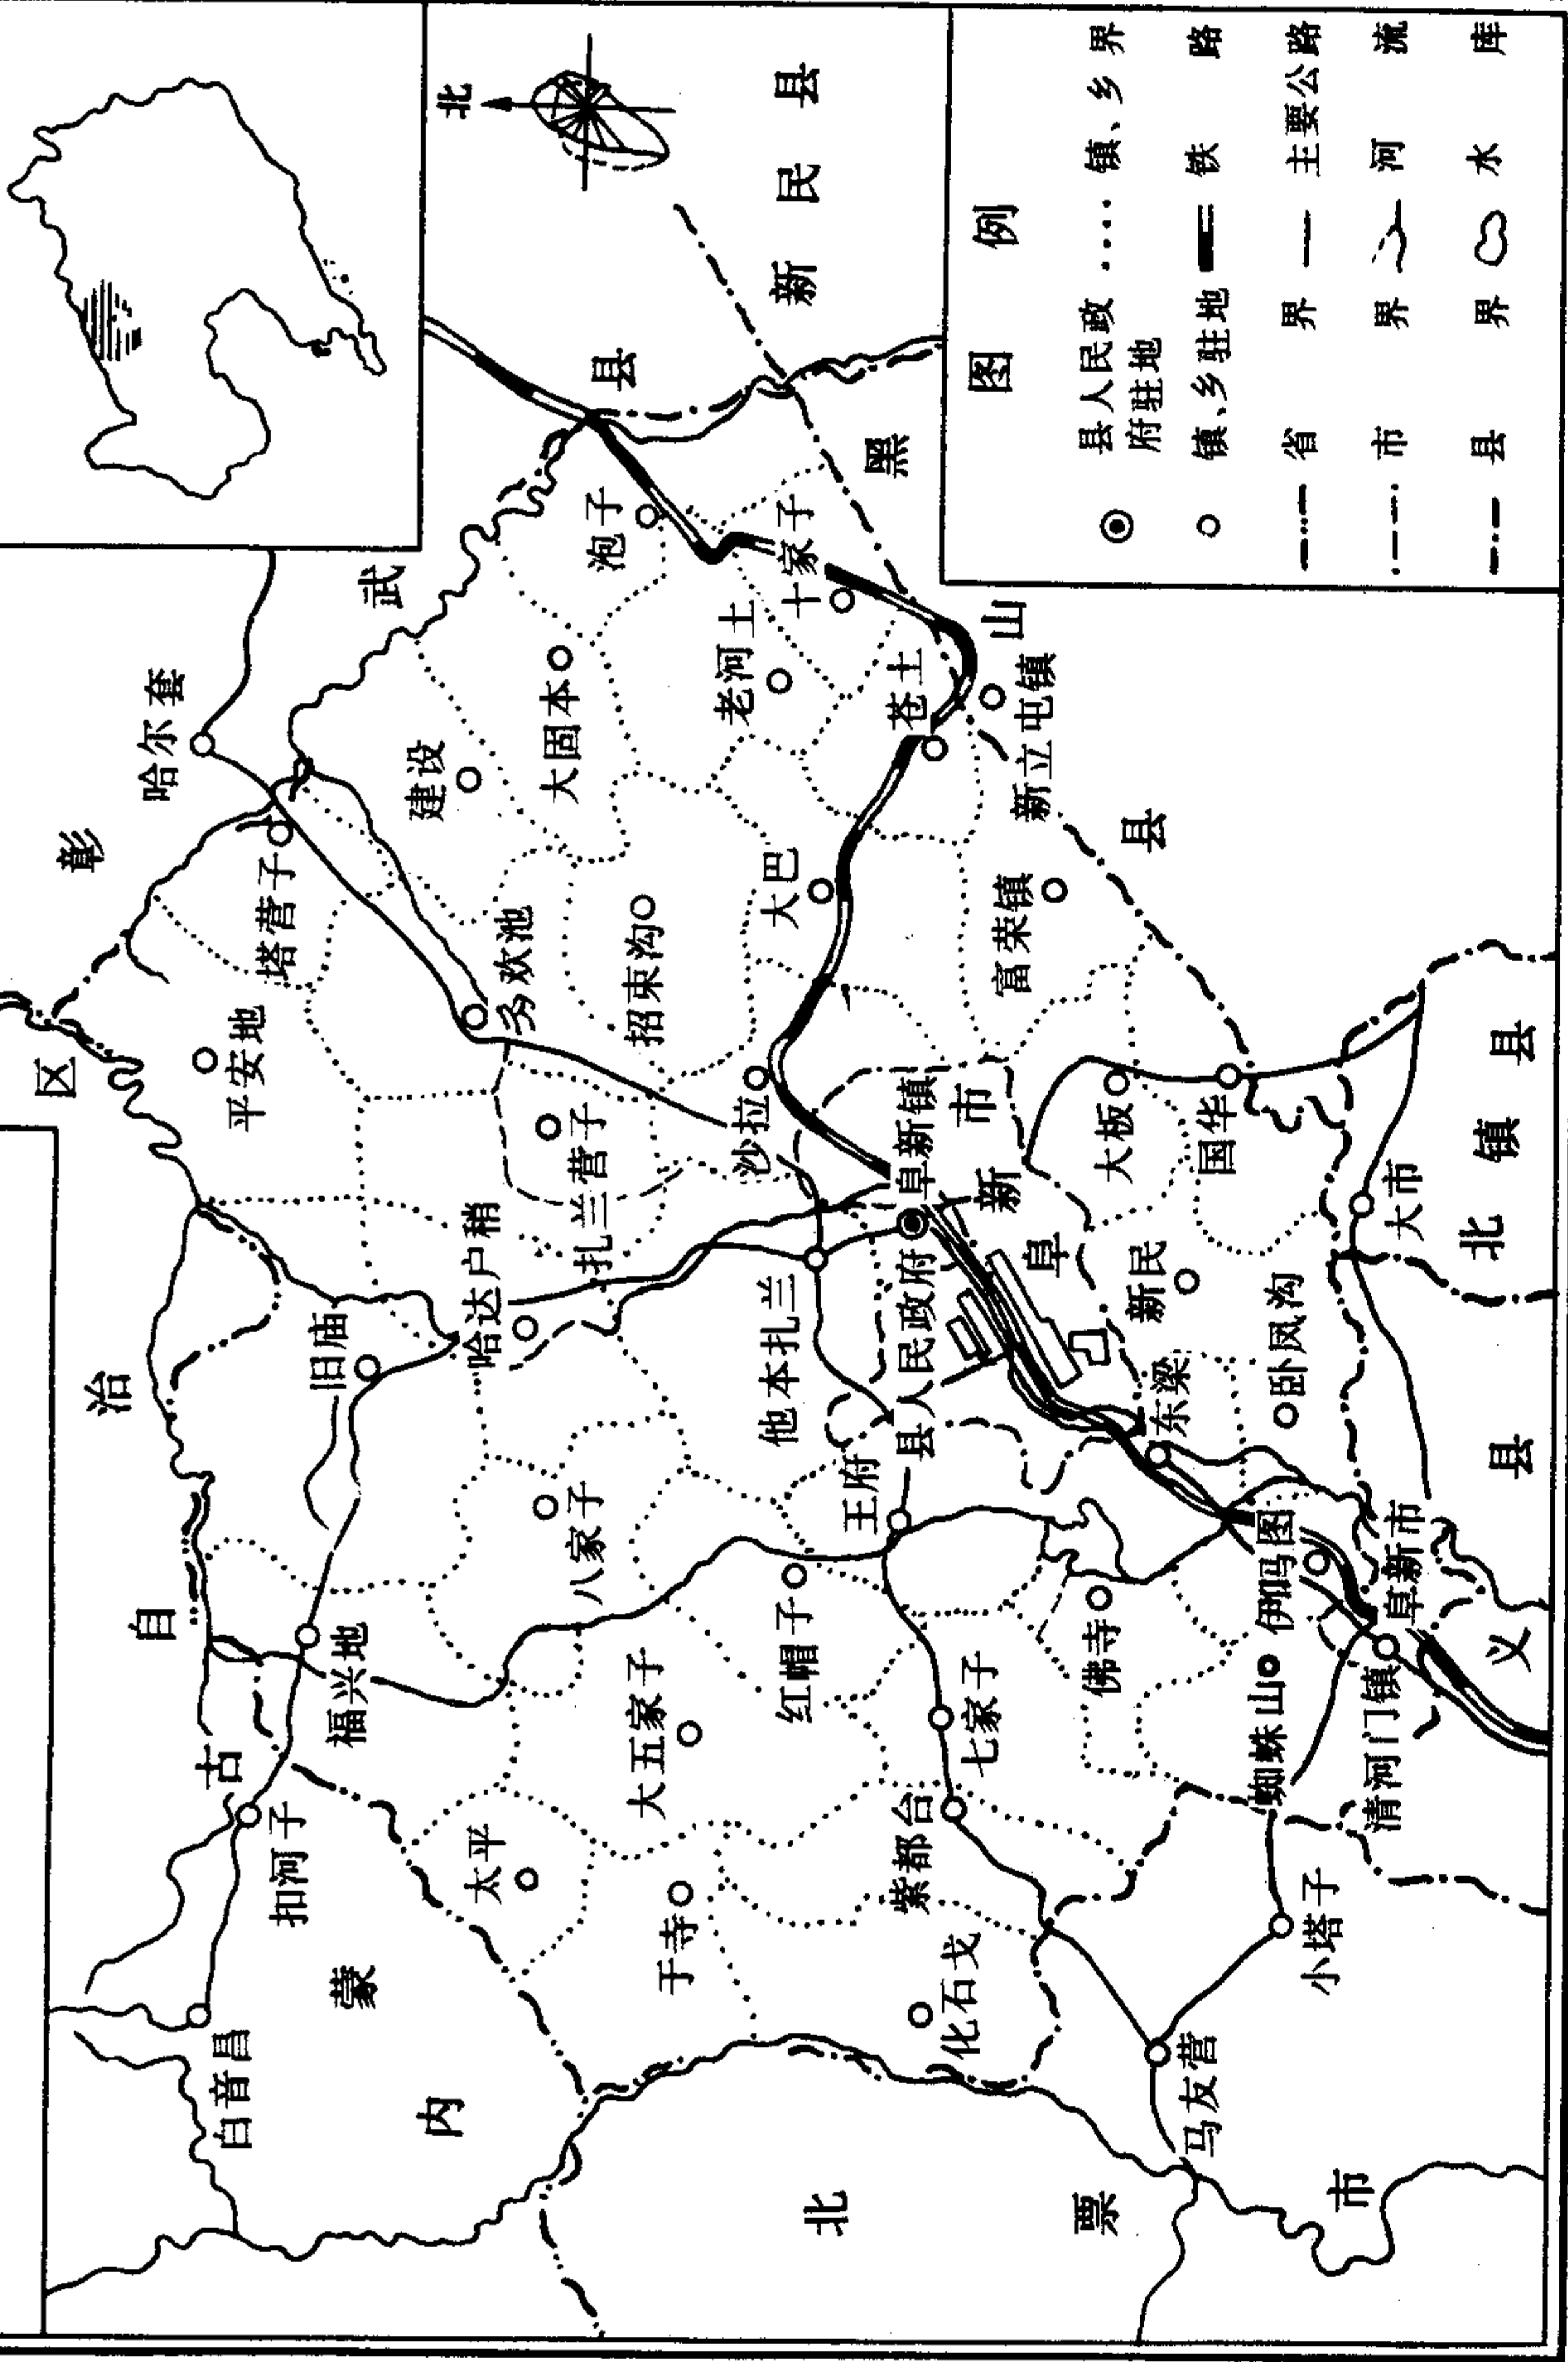 北
新民县
彰武县
黑山县
北镇县
义县
北票市
内蒙古自治区
阜新市
阜新市
哈尔套
塔营子
平安地
建设
大固本
泡子
老河土
十家子
苍土
新立屯镇
务欢池
招束沟
大巴
富荣镇
沙拉
扎兰营子
哈达户稍
旧庙
他本扎兰
阜新镇
县人民政府
大板
国华
大市
新民
卧凤沟
东梁
王府
八家子
福兴地
扣河子
白音昌
大五家子
红帽子
七家子
佛寺
伊吗图
蜘蛛山
清河门镇
太平
于寺
紫都台
化石戈
小塔子
马友营
图例
县人民政府驻地
镇、乡驻地
省界
市界
县界
镇、乡界
铁路
主要公路
河流
水库